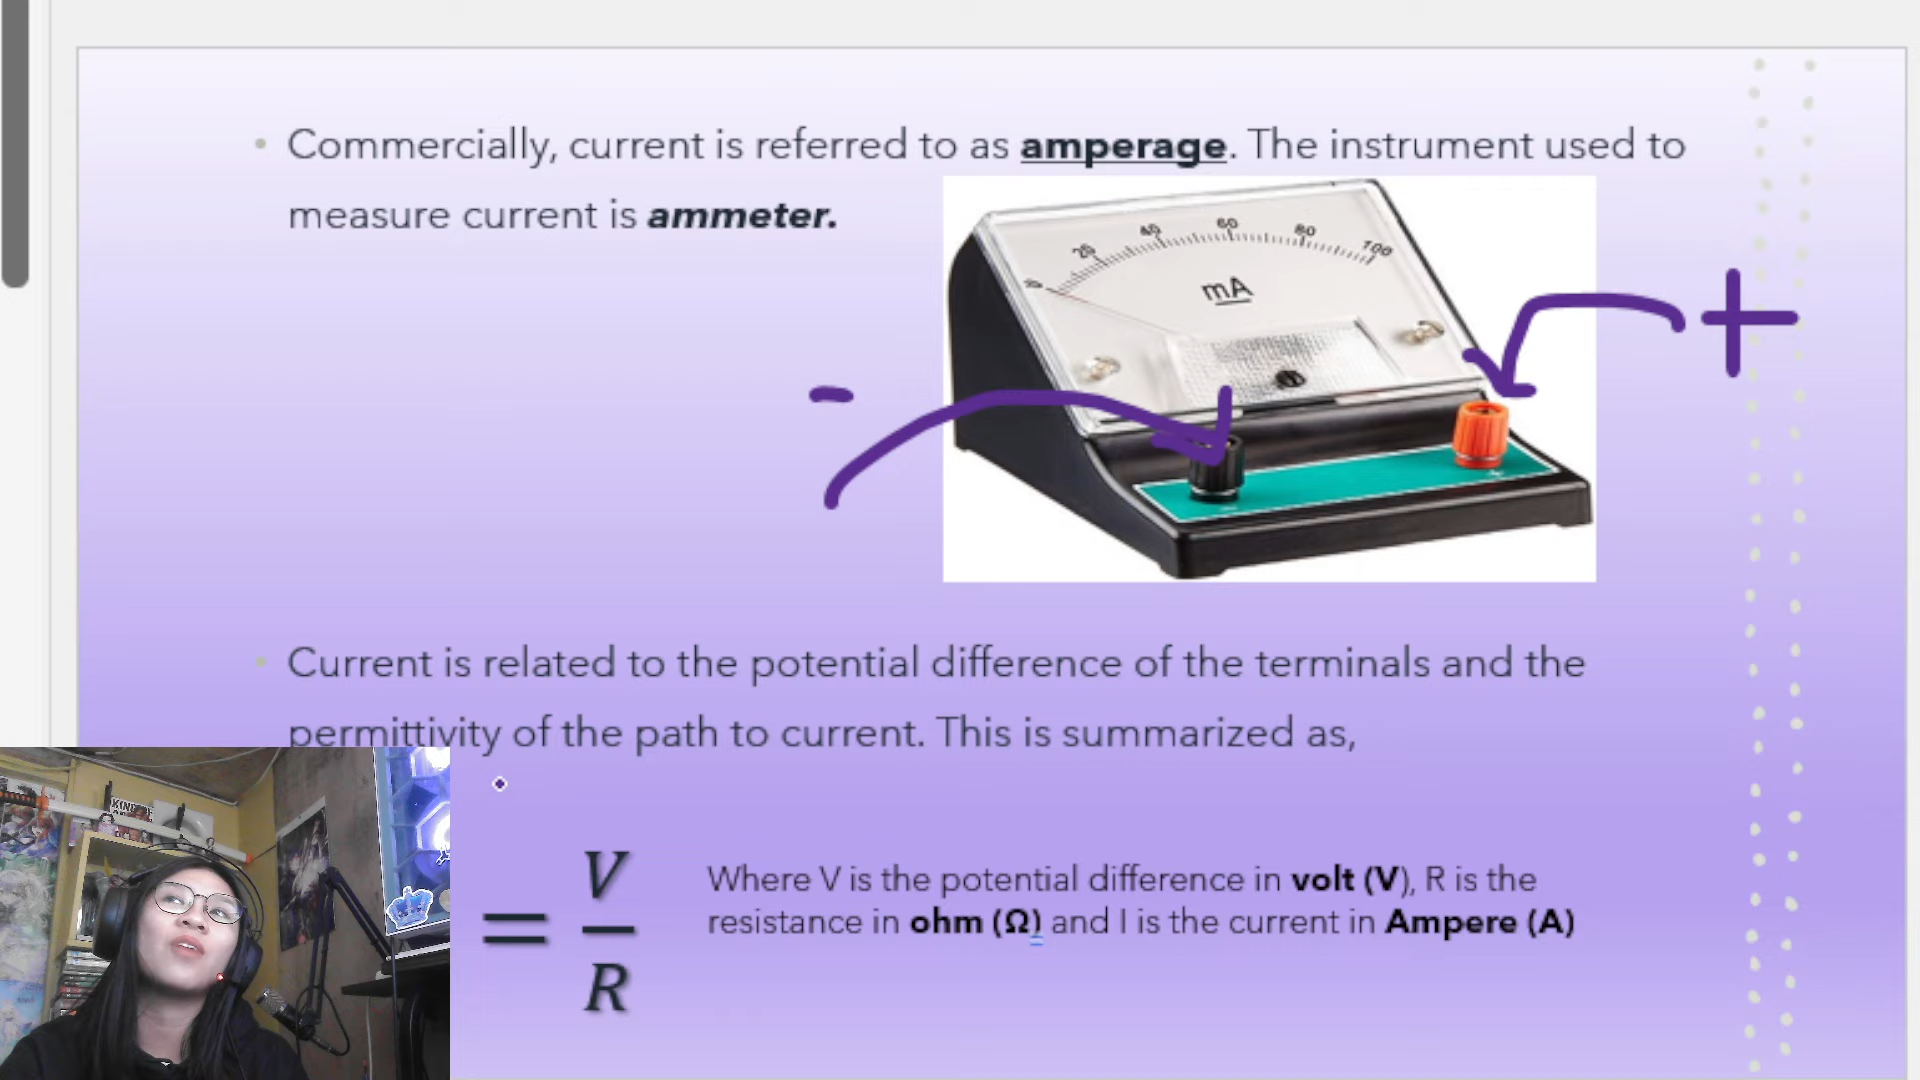 Commercially, current is referred to as amperage. The instrument used to
measure current is ammeter.
0 20 40 60 80 100
mA
-
+
Current is related to the potential difference of the terminals and the
permittivity of the path to current. This is summarized as,
= V
R
Where V is the potential difference in volt (V), R is the
resistance in ohm (Ω) and I is the current in Ampere (A)